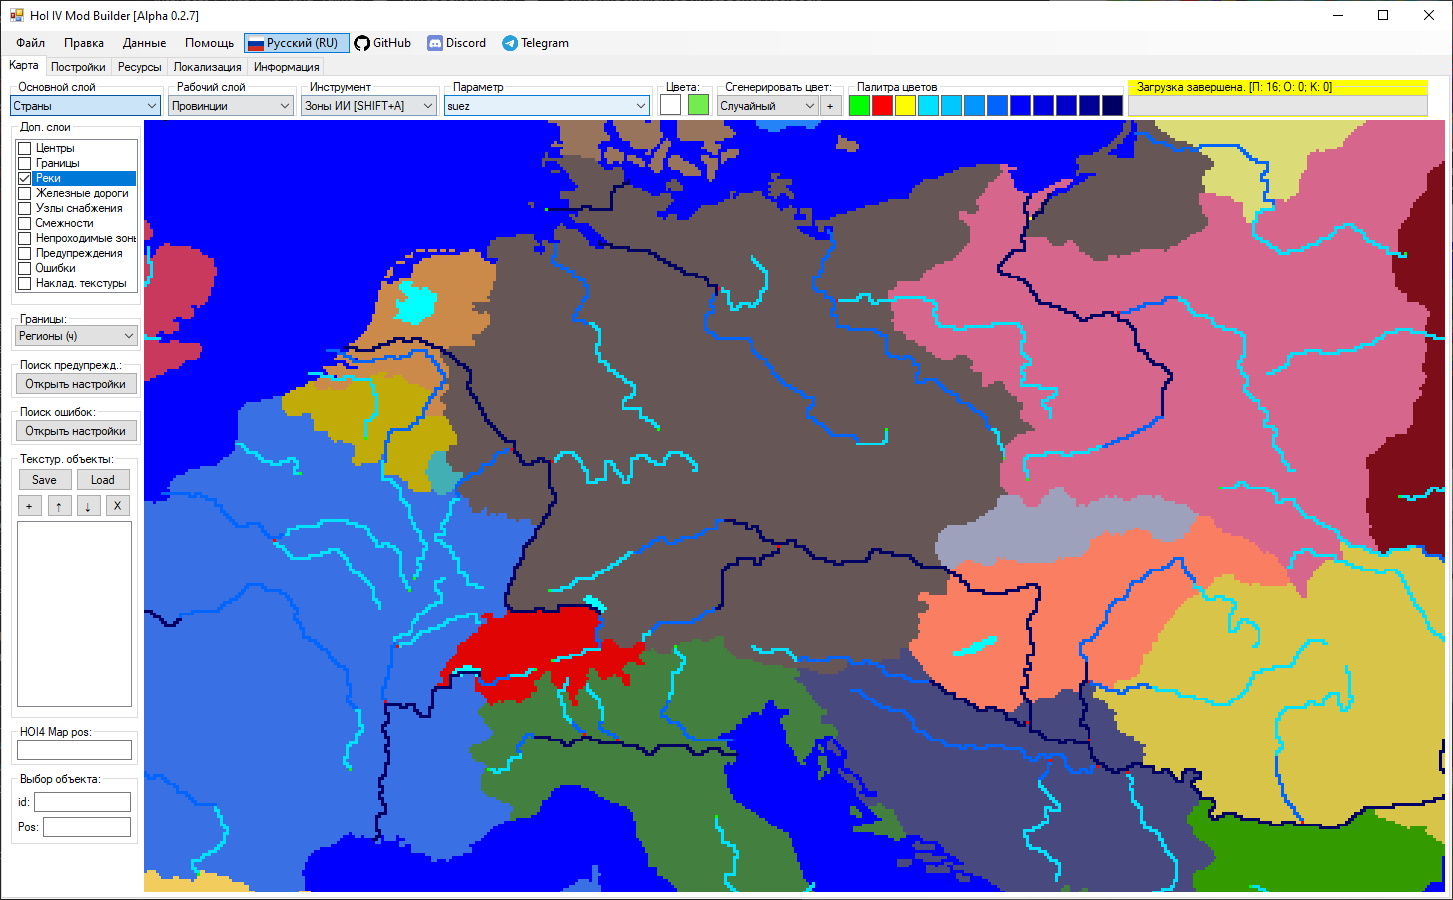 HoI IV Mod Builder [Alpha 0.2.7]
Файл Правка Данные Помощь Русский (RU) GitHub Discord Telegram
Карта Постройки Ресурсы Локализация Информация
Основной слой Рабочий слой Инструмент Параметр Цвета: Сгенерировать цвет: Палитра цветов Загрузка завершена. [П: 16; О: 0; К: 0]
Страны Провинции Зоны ИИ [SHIFT+A] suez Случайный +
Доп. слои
Центры
Границы
Реки
Железные дороги
Узлы снабжения
Смежности
Непроходимые зоны
Предупреждения
Ошибки
Наклад. текстуры
Границы:
Регионы (ч)
Поиск предупрежд.:
Открыть настройки
Поиск ошибок:
Открыть настройки
Текстур. объекты:
Save Load
+ ↑ ↓ X
HOI4 Map pos:
Выбор объекта:
id:
Pos: